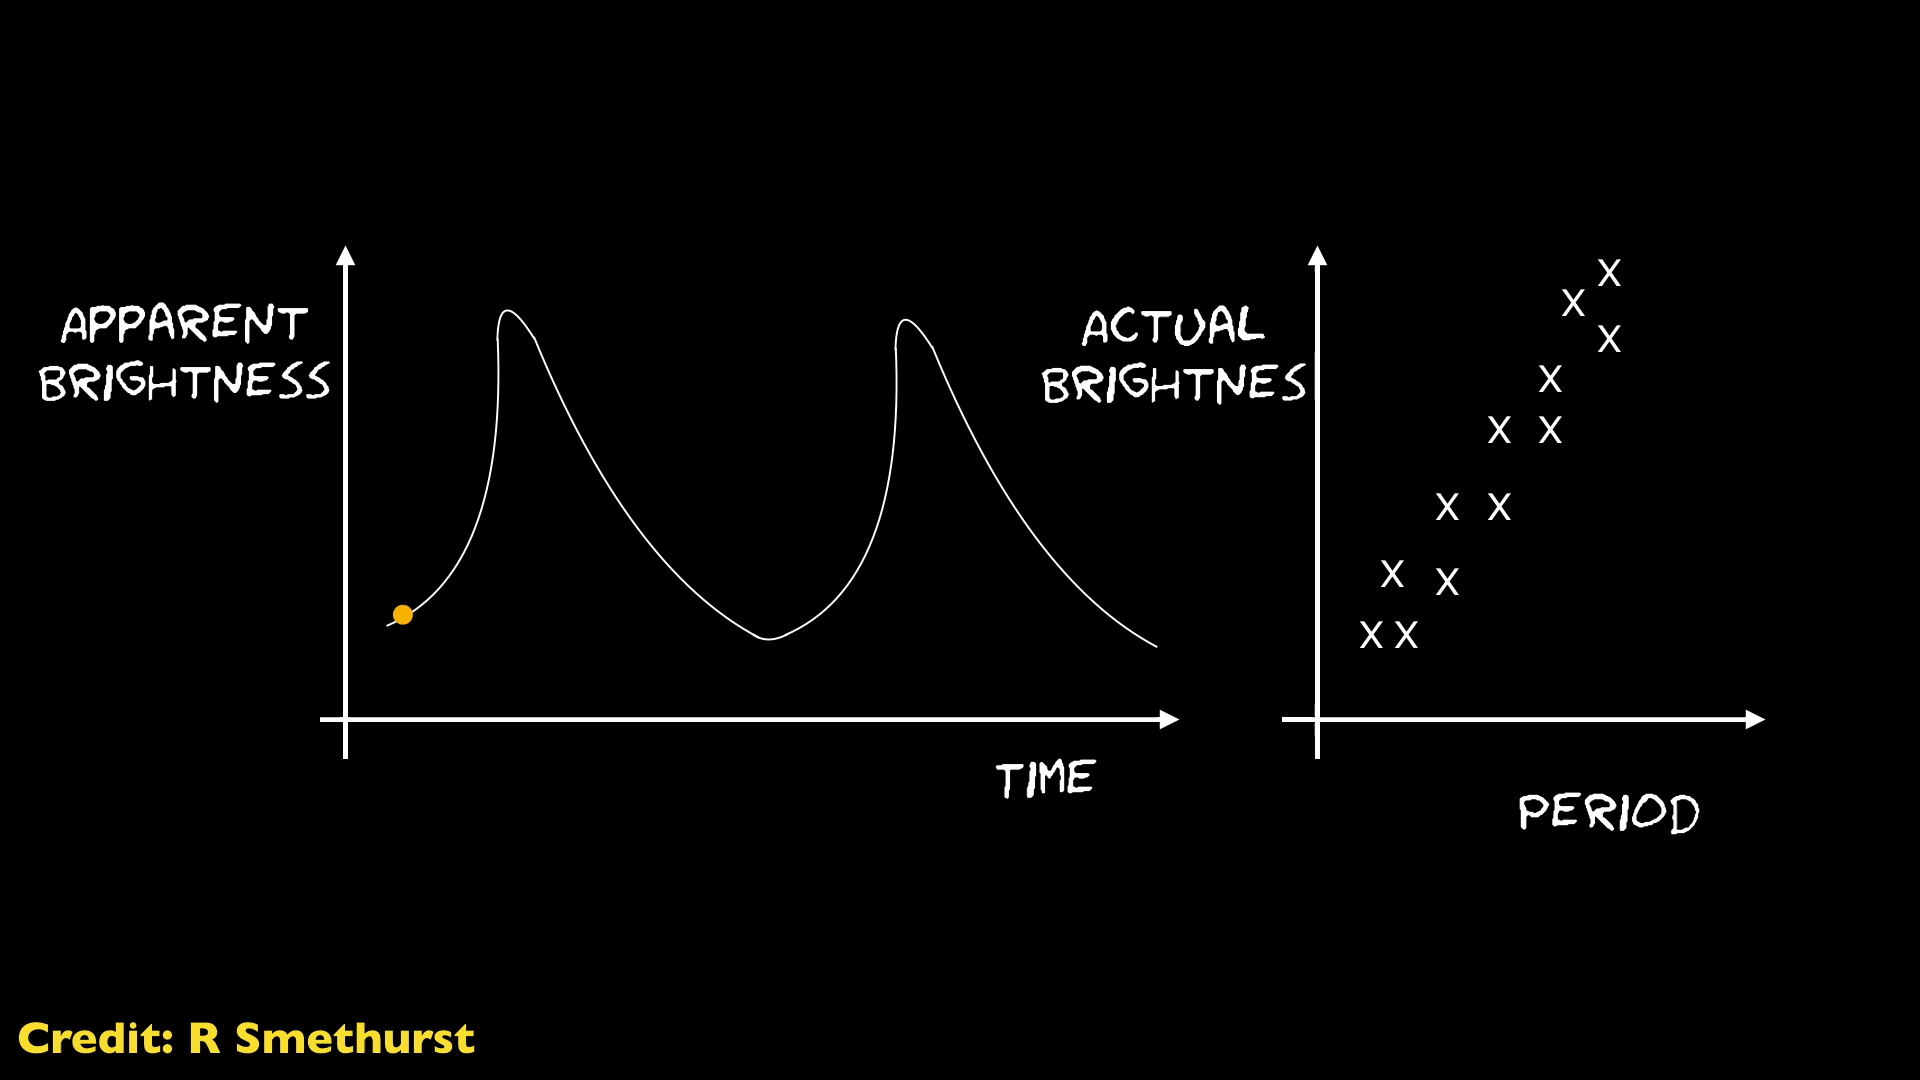 APPARENT
BRIGHTNESS
TIME
ACTUAL
BRIGHTNES
PERIOD
Credit: R Smethurst